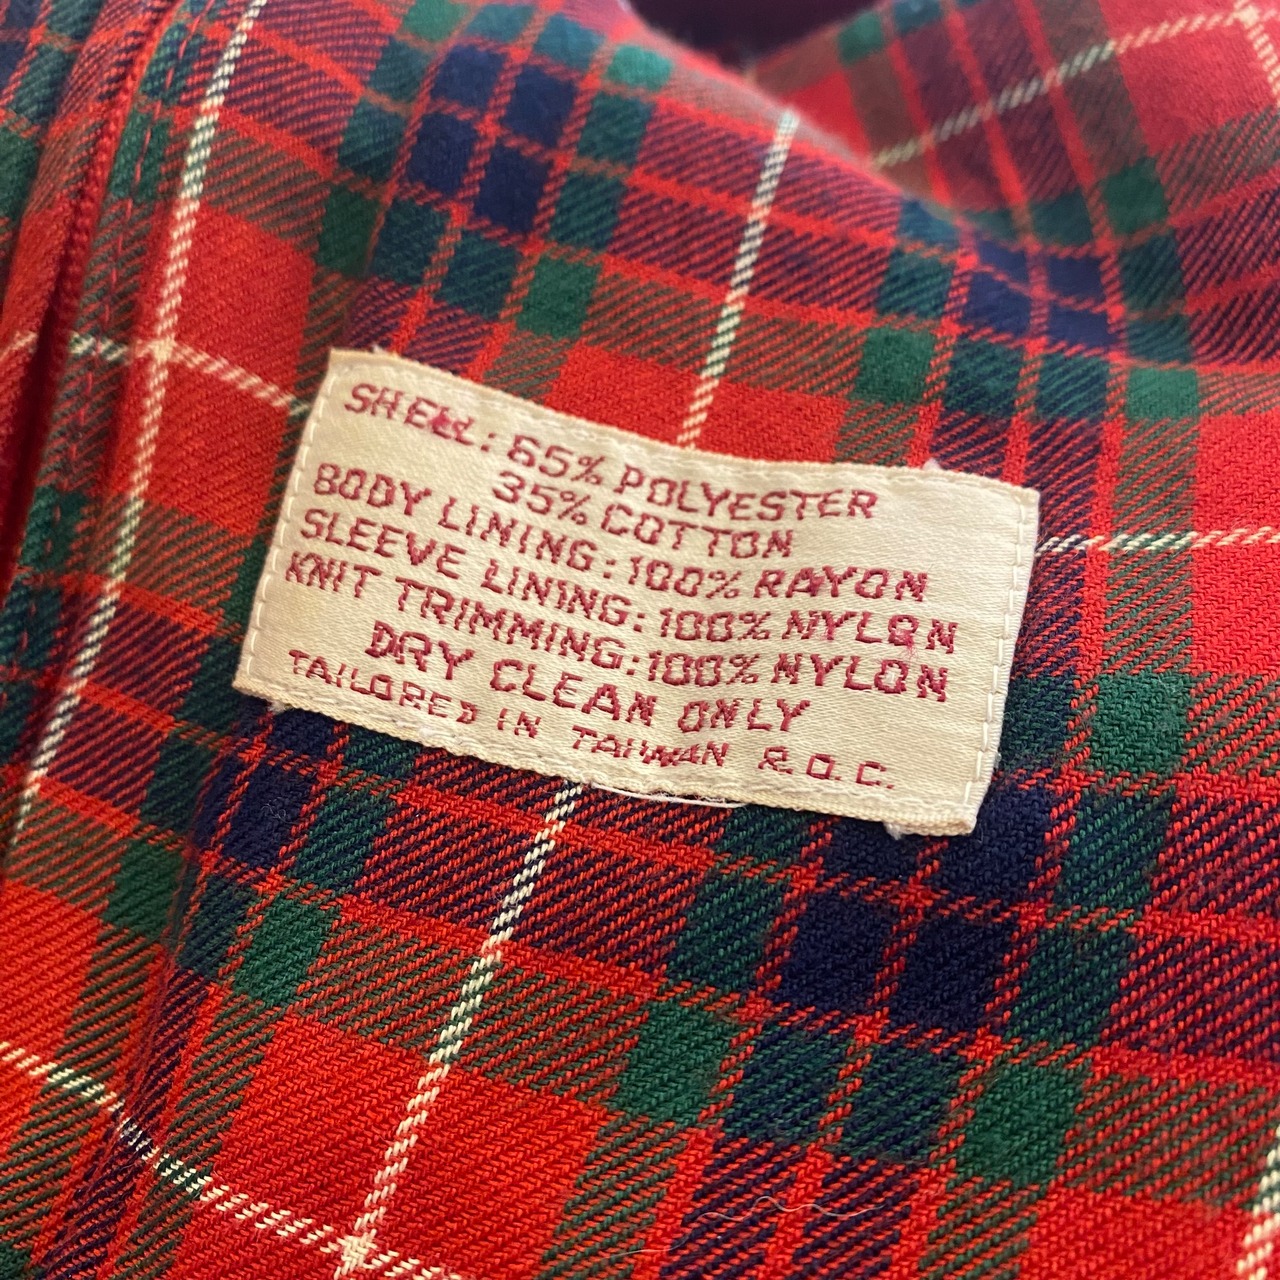 SHELL: 65% POLYESTER
35% COTTON
BODY LINING: 100% RAYON
SLEEVE LINING: 100% NYLON
KNIT TRIMMING: 100% NYLON
DRY CLEAN ONLY
TAILORED IN TAIWAN R.O.C.